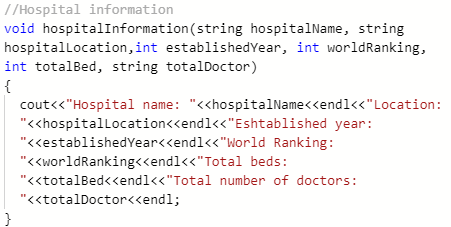 //Hospital information
void hospitalInformation(string hospitalName, string
hospitalLocation,int establishedYear, int worldRanking,
int totalBed, string totalDoctor)
{
cout<<"Hospital name: "<<hospitalName<<endl<<"Location:
"<<hospitalLocation<<endl<<"Eshtablished year:
"<<establishedYear<<endl<<"World Ranking:
"<<worldRanking<<endl<<"Total beds:
"<<totalBed<<endl<<"Total number of doctors:
"<<totalDoctor<<endl;
}